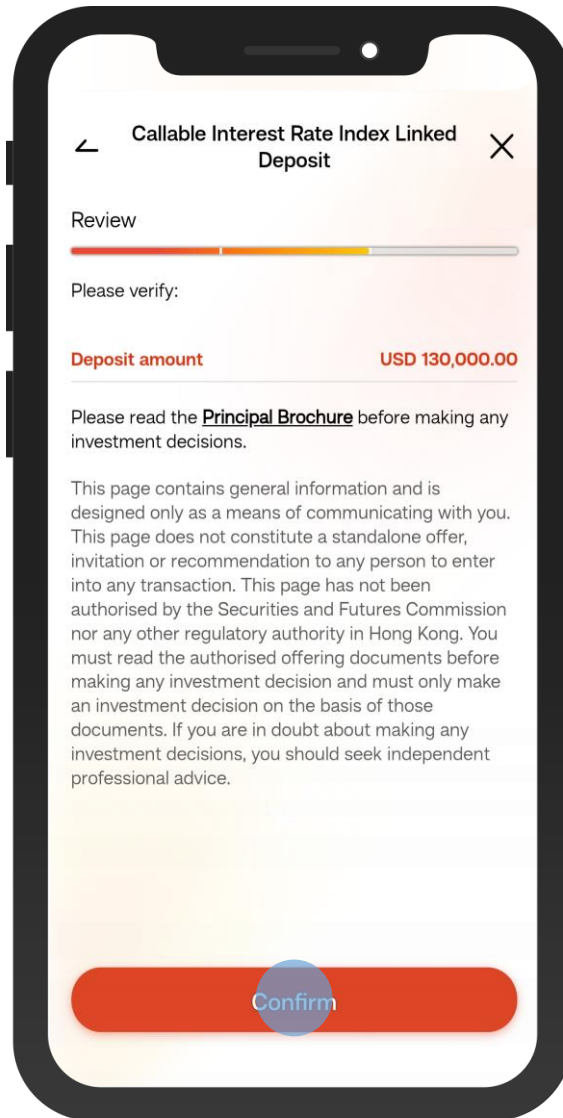 Callable Interest Rate Index Linked
Deposit
Review
Please verify:
Deposit amount USD 130,000.00
Please read the Principal Brochure before making any
investment decisions.
This page contains general information and is
designed only as a means of communicating with you.
This page does not constitute a standalone offer,
invitation or recommendation to any person to enter
into any transaction. This page has not been
authorised by the Securities and Futures Commission
nor any other regulatory authority in Hong Kong. You
must read the authorised offering documents before
making any investment decision and must only make
an investment decision on the basis of those
documents. If you are in doubt about making any
investment decisions, you should seek independent
professional advice.
Confirm